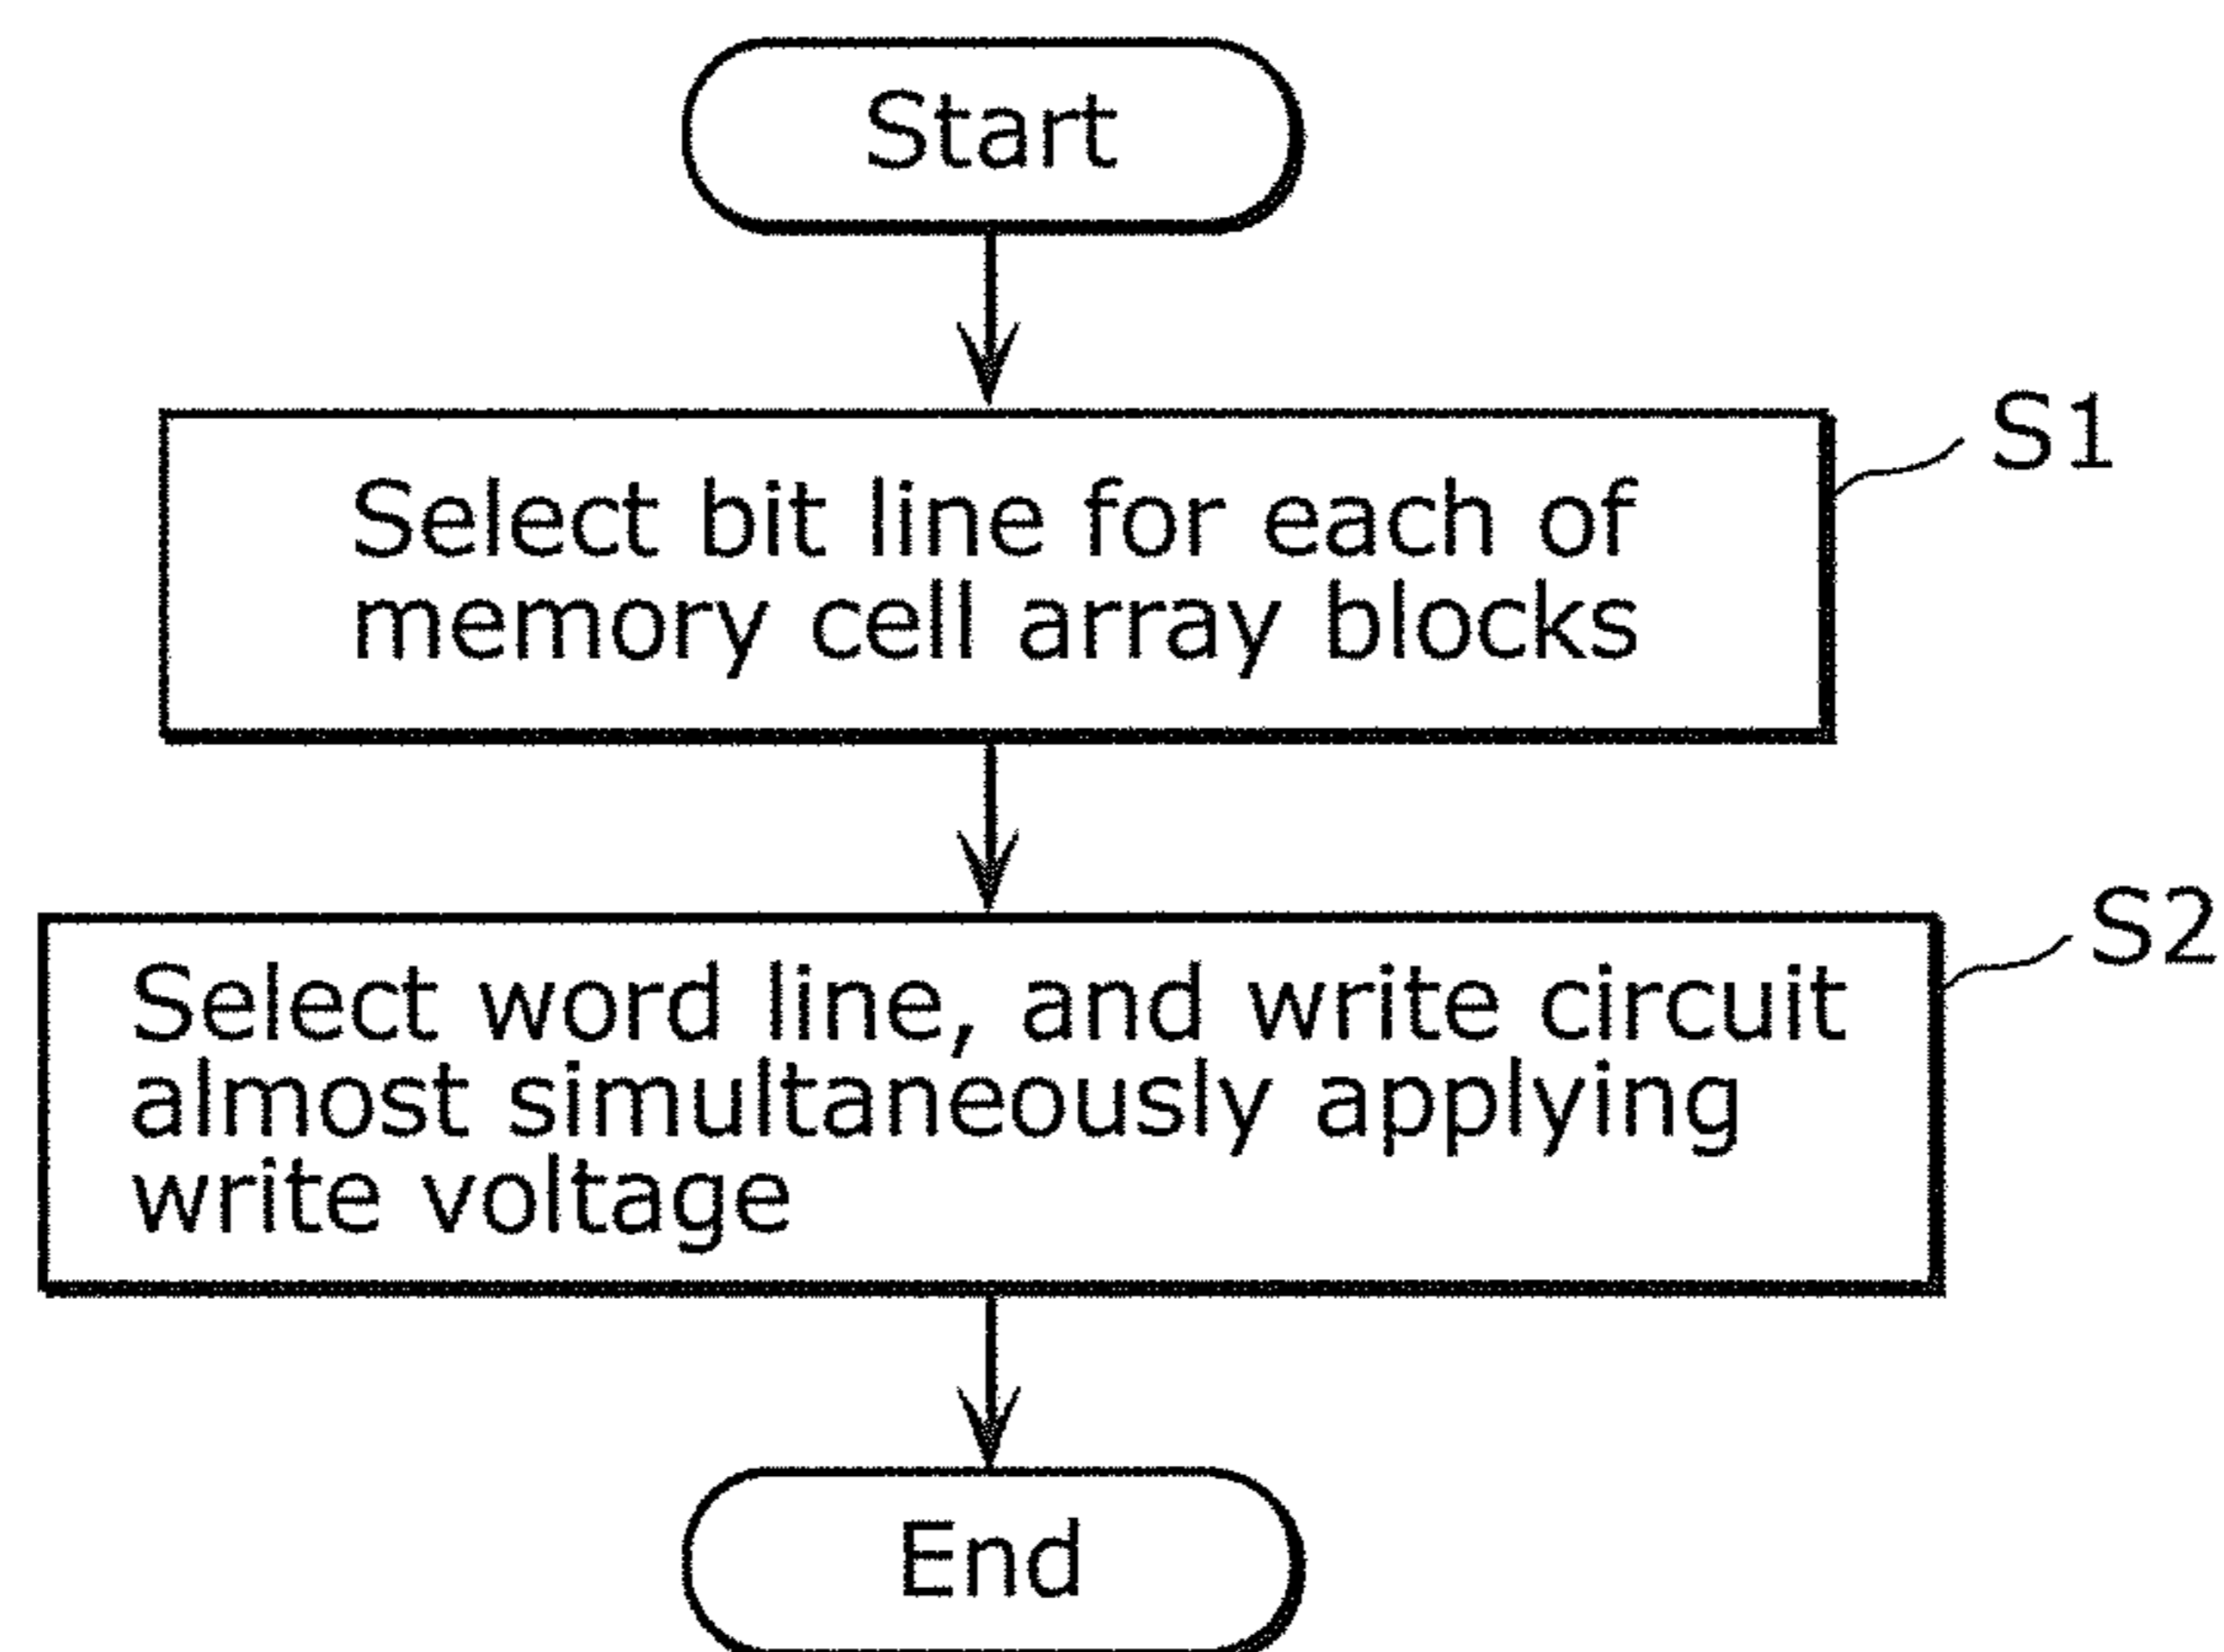 Start
S1
Select bit line for each of
memory cell array blocks
S2
Select word line, and write circuit
almost simultaneously applying
write voltage
End